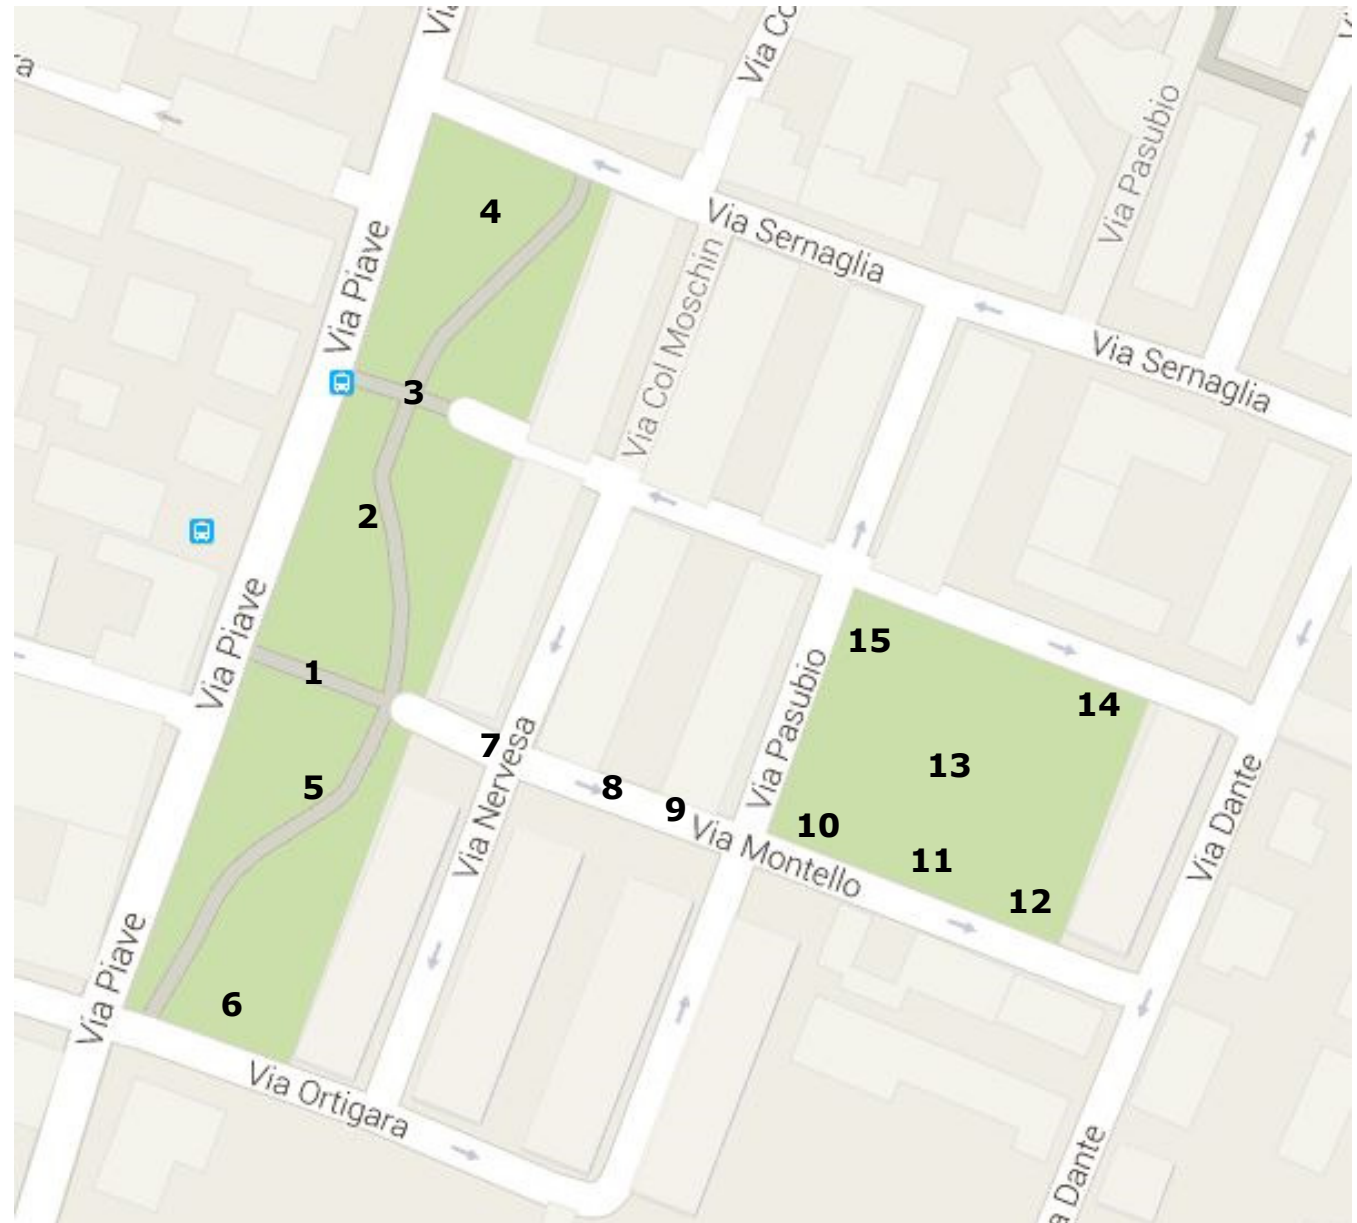 Via Pasubio
4
Via Sernaglia
Via Piave
Via Col Moschin
Via Sernaglia
3
2
15
1
14
Via Piave
7
13
Via Pasubio
5
8
9
10
Via Nervesa
Via Montello
11
Via Dante
12
Via Piave
6
Via Ortigara
Dante